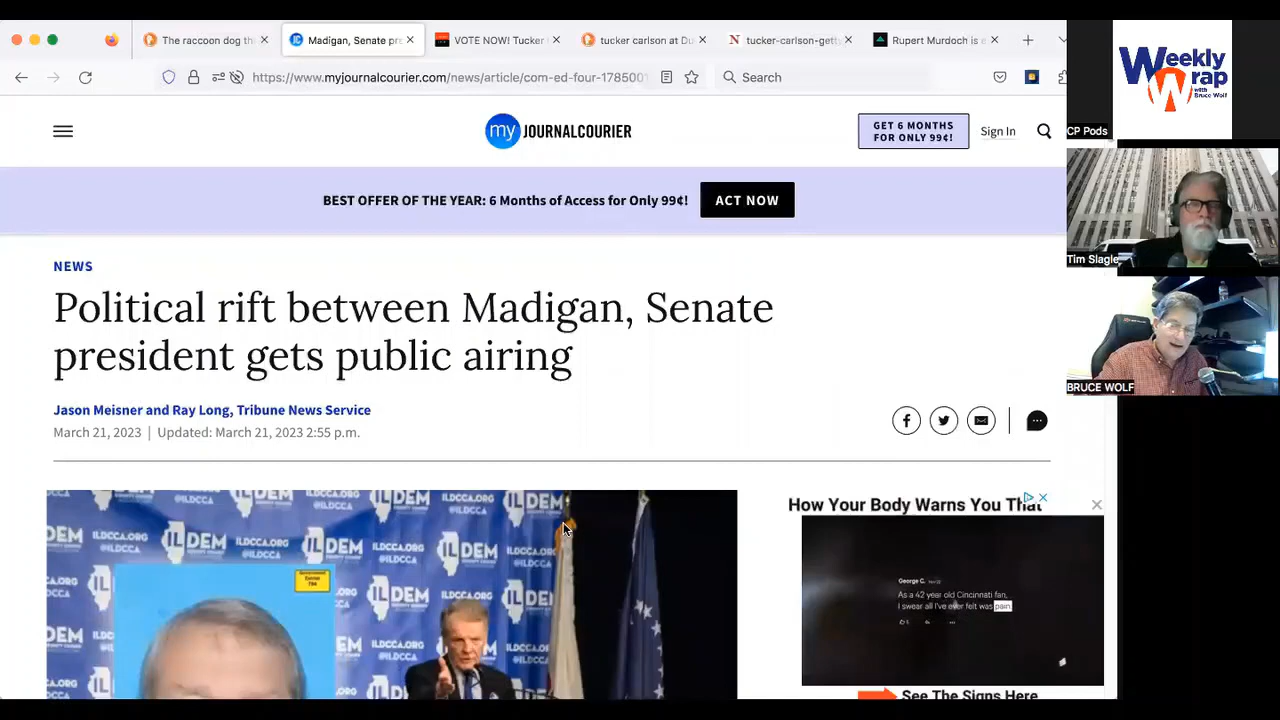 The raccoon dog th
Madigan, Senate pr
VOTE NOW! Tucker
tucker carlson at Du
tucker-carlson-gett
Rupert Murdoch is e
https://www.myjournalcourier.com/news/article/com-ed-four-1785001
Search
Weekly
Wrap
with
Bruce Wolf
CP Pods
my JOURNALCOURIER
GET 6 MONTHS
FOR ONLY 99¢!
Sign In
BEST OFFER OF THE YEAR: 6 Months of Access for Only 99¢!
ACT NOW
Tim Slagle
BRUCE WOLF
NEWS
Political rift between Madigan, Senate
president gets public airing
Jason Meisner and Ray Long, Tribune News Service
March 21, 2023 | Updated: March 21, 2023 2:55 p.m.
ILDCCA.ORG
@ILDCCA
IL DEM
Government
Exhibit
How Your Body Warns You That
George C.
As a 42 year old Cincinnati fan,
I swear all I've ever felt was pain.
See The Signs Here